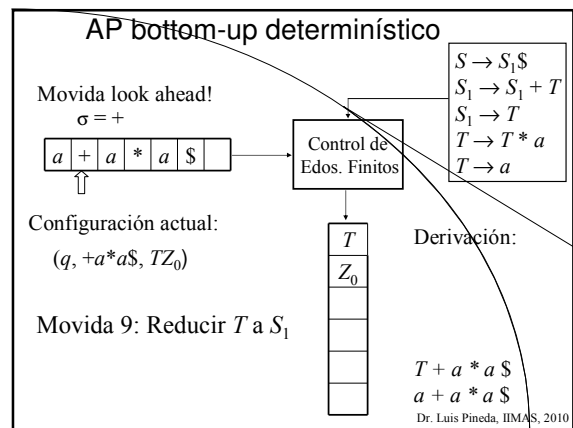 AP bottom-up determinístico
S → S₁$
S₁ → S₁ + T
S₁ → T
T → T * a
T → a
Movida look ahead!
σ = +
a + a * a $
Control de
Edos. Finitos
Configuración actual:
(q, +a*a$, TZ₀)
T
Z₀
Derivación:
Movida 9: Reducir T a S₁
T + a * a $
a + a * a $
Dr. Luis Pineda, IIMAS, 2010